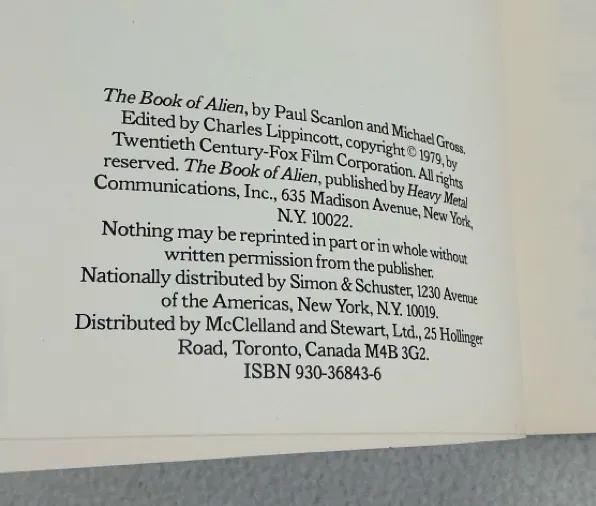 The Book of Alien, by Paul Scanlon and Michael Gross.
Edited by Charles Lippincott, copyright © 1979, by
Twentieth Century-Fox Film Corporation. All rights
reserved. The Book of Alien, published by Heavy Metal
Communications, Inc., 635 Madison Avenue, New York,
N.Y. 10022.
Nothing may be reprinted in part or in whole without
written permission from the publisher.
Nationally distributed by Simon & Schuster, 1230 Avenue
of the Americas, New York, N.Y. 10019.
Distributed by McClelland and Stewart, Ltd., 25 Hollinger
Road, Toronto, Canada M4B 3G2.
ISBN 930-36843-6